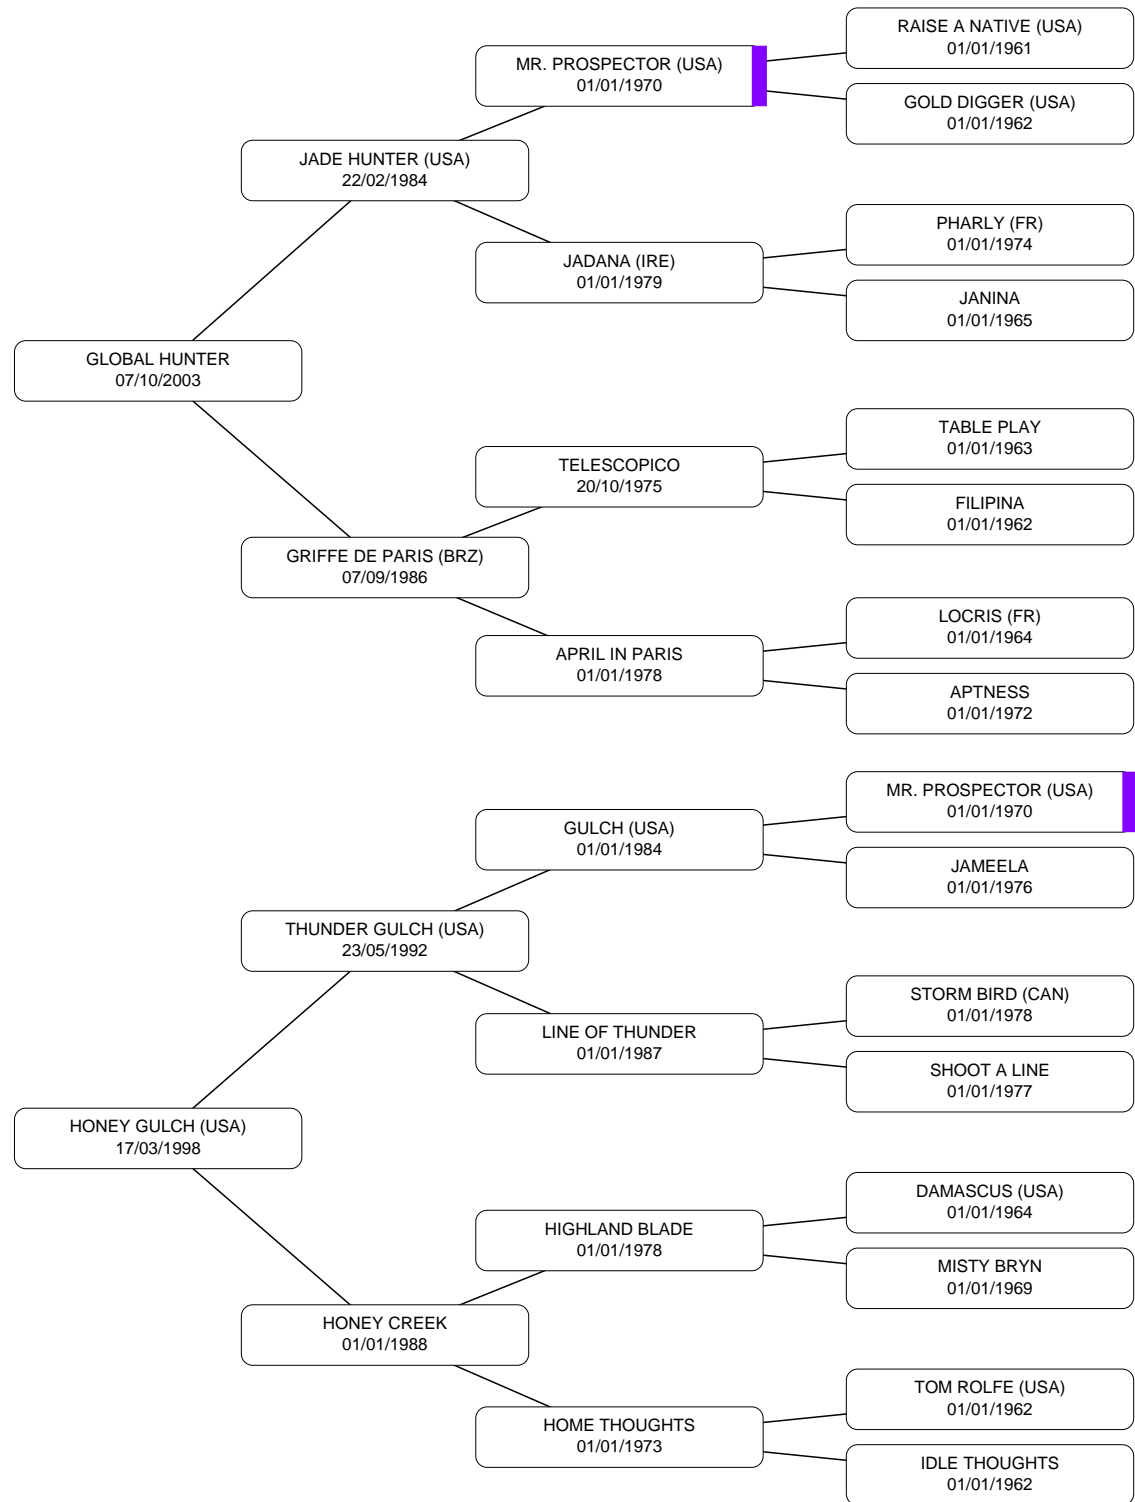 RAISE A NATIVE (USA)
01/01/1961
MR. PROSPECTOR (USA)
01/01/1970
GOLD DIGGER (USA)
01/01/1962
JADE HUNTER (USA)
22/02/1984
PHARLY (FR)
01/01/1974
JADANA (IRE)
01/01/1979
JANINA
01/01/1965
GLOBAL HUNTER
07/10/2003
TABLE PLAY
01/01/1963
TELESCOPICO
20/10/1975
FILIPINA
01/01/1962
GRIFFE DE PARIS (BRZ)
07/09/1986
LOCRIS (FR)
01/01/1964
APRIL IN PARIS
01/01/1978
APTNESS
01/01/1972
MR. PROSPECTOR (USA)
01/01/1970
GULCH (USA)
01/01/1984
JAMEELA
01/01/1976
THUNDER GULCH (USA)
23/05/1992
STORM BIRD (CAN)
01/01/1978
LINE OF THUNDER
01/01/1987
SHOOT A LINE
01/01/1977
HONEY GULCH (USA)
17/03/1998
DAMASCUS (USA)
01/01/1964
HIGHLAND BLADE
01/01/1978
MISTY BRYN
01/01/1969
HONEY CREEK
01/01/1988
TOM ROLFE (USA)
01/01/1962
HOME THOUGHTS
01/01/1973
IDLE THOUGHTS
01/01/1962